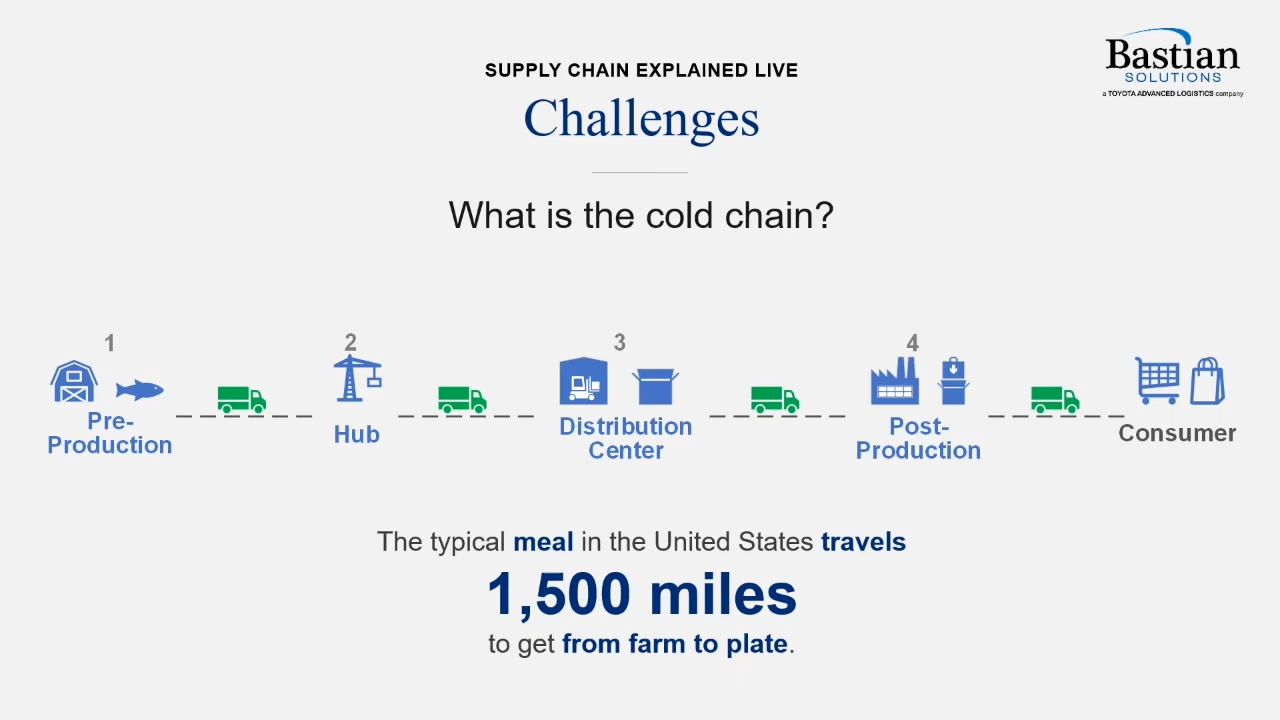 Bastian
SOLUTIONS
a TOYOTA ADVANCED LOGISTICS company
SUPPLY CHAIN EXPLAINED LIVE
Challenges
What is the cold chain?
1
Pre-
Production
2
Hub
3
Distribution
Center
4
Post-
Production
Consumer
The typical meal in the United States travels
1,500 miles
to get from farm to plate.